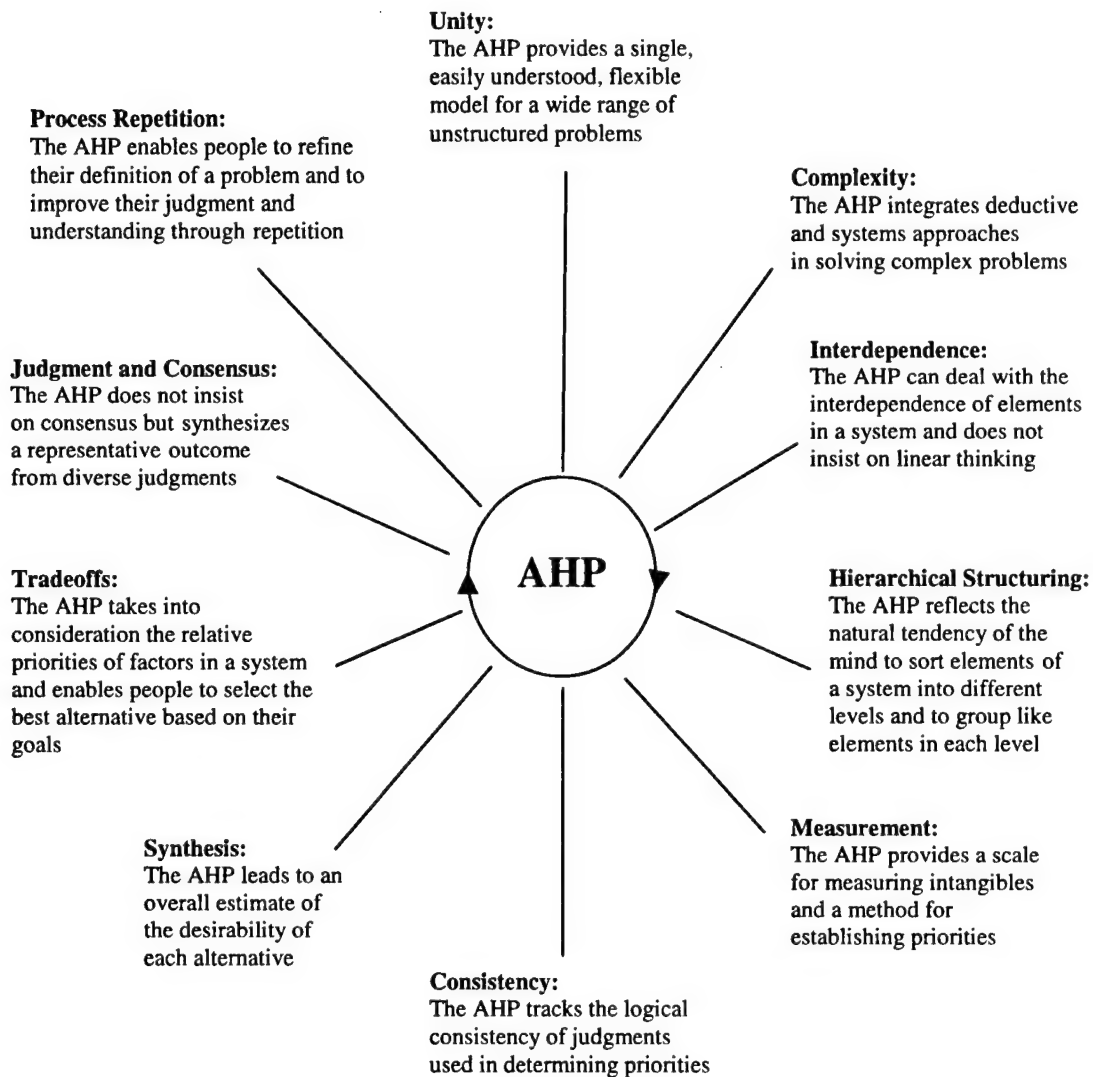 Unity:
The AHP provides a single,
easily understood, flexible
model for a wide range of
unstructured problems
Process Repetition:
The AHP enables people to refine
their definition of a problem and to
improve their judgment and
understanding through repetition
Complexity:
The AHP integrates deductive
and systems approaches
in solving complex problems
Judgment and Consensus:
The AHP does not insist
on consensus but synthesizes
a representative outcome
from diverse judgments
Interdependence:
The AHP can deal with the
interdependence of elements
in a system and does not
insist on linear thinking
AHP
Tradeoffs:
The AHP takes into
consideration the relative
priorities of factors in a system
and enables people to select the
best alternative based on their
goals
Hierarchical Structuring:
The AHP reflects the
natural tendency of the
mind to sort elements of
a system into different
levels and to group like
elements in each level
Synthesis:
The AHP leads to an
overall estimate of
the desirability of
each alternative
Measurement:
The AHP provides a scale
for measuring intangibles
and a method for
establishing priorities
Consistency:
The AHP tracks the logical
consistency of judgments
used in determining priorities